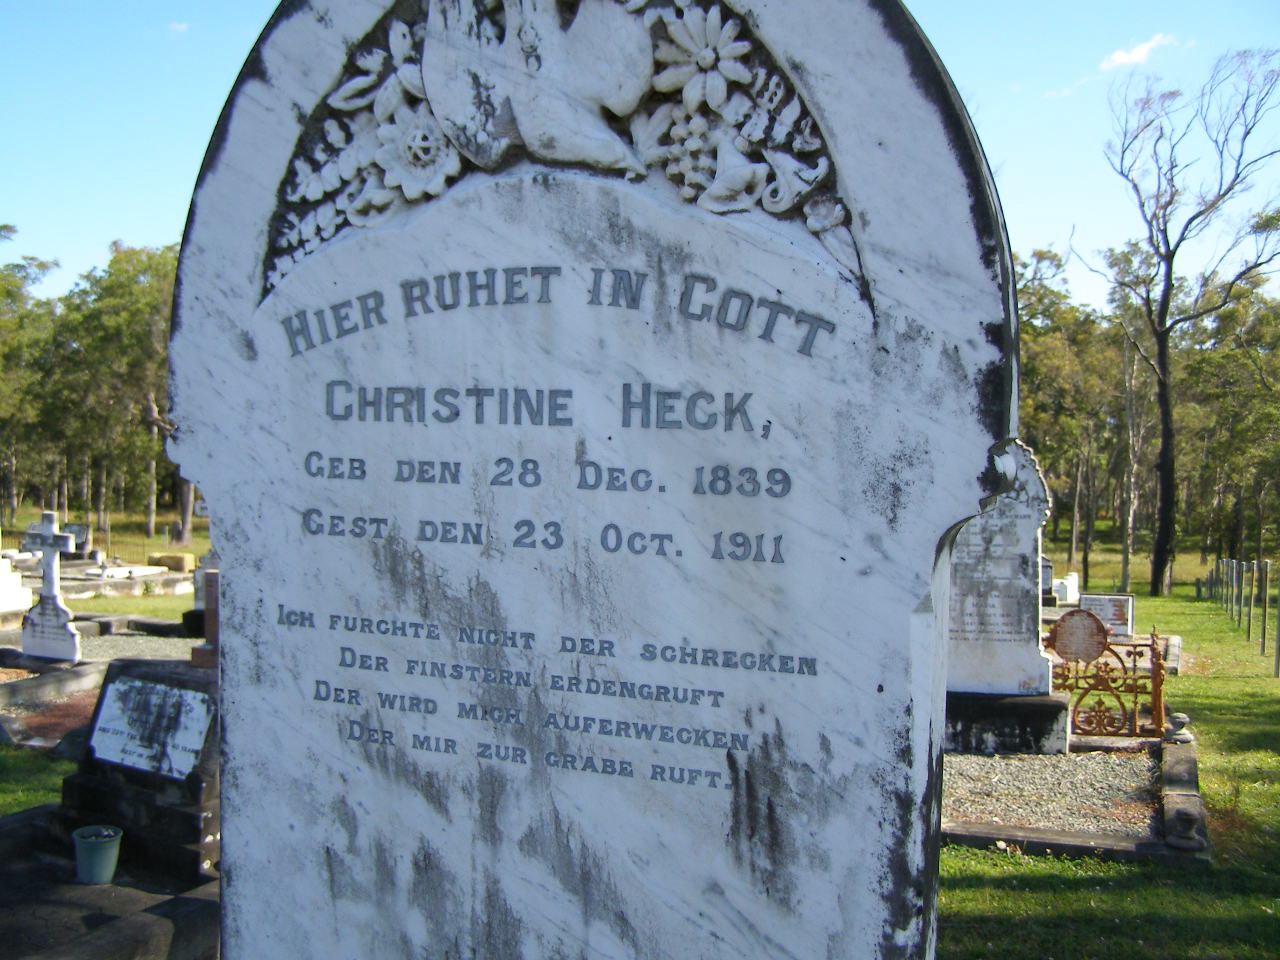 HIER RUHET IN GOTT
CHRISTINE HECK,
GEB DEN 28 DEC. 1839
GEST DEN 23 OCT. 1911
ICH FURCHTE NICHT DER SCHRECKEN
DER FINSTERN ERDENGRUFT
DER WIRD MICH AUFERWECKEN
DER MIR ZUR GRABE RUFT.